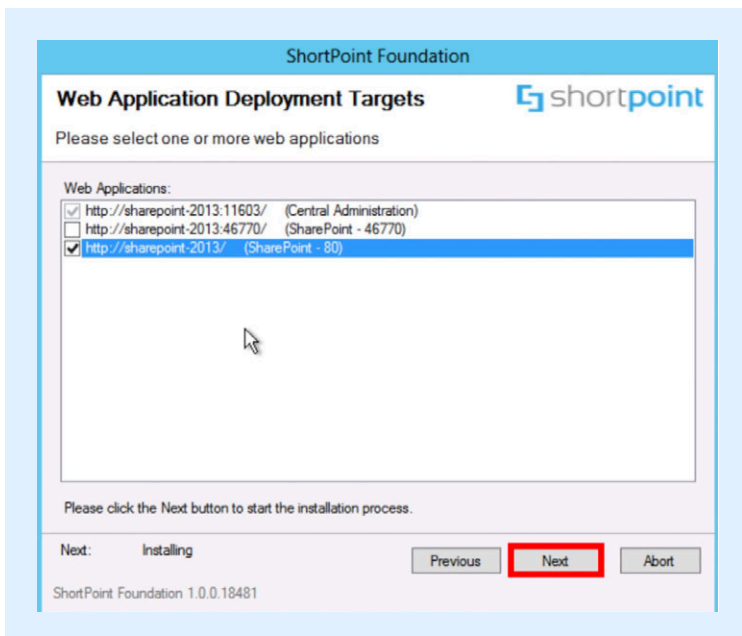 ShortPoint Foundation
Web Application Deployment Targets
shortpoint
Please select one or more web applications
Web Applications:
http://sharepoint-2013:11603/ (Central Administration)
http://sharepoint-2013:46770/ (SharePoint - 46770)
http://sharepoint-2013/ (SharePoint - 80)
Please click the Next button to start the installation process.
Next: Installing
Previous Next Abort
ShortPoint Foundation 1.0.0.18481